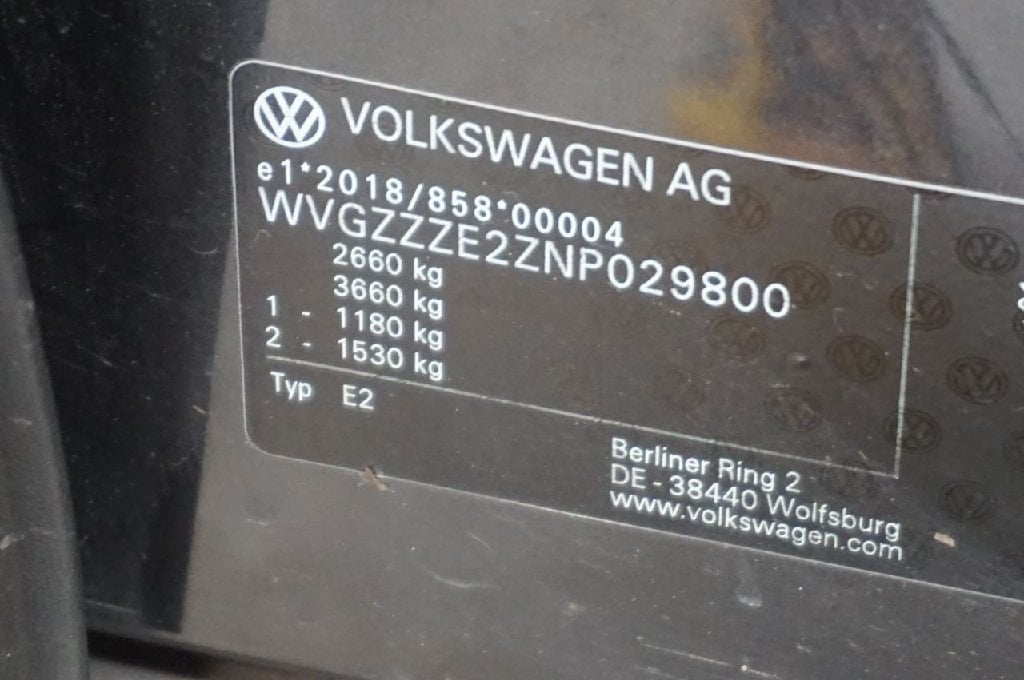 VOLKSWAGEN AG
e1*2018/858*00004
WVGZZZE2ZNP029800
2660 kg
3660 kg
1 - 1180 kg
2 - 1530 kg
Typ E2
Berliner Ring 2
DE - 38440 Wolfsburg
www.volkswagen.com